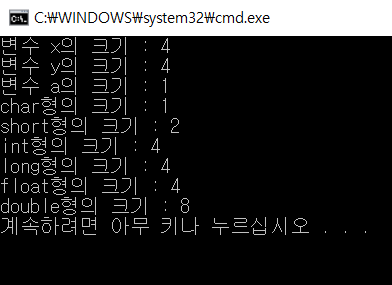 C:₩WINDOWS₩system32₩cmd.exe
변수 x의 크기 : 4
변수 y의 크기 : 4
변수 a의 크기 : 1
char형의 크기 : 1
short형의 크기 : 2
int형의 크기 : 4
long형의 크기 : 4
float형의 크기 : 4
double형의 크기 : 8
계속하려면 아무 키나 누르십시오 . . .